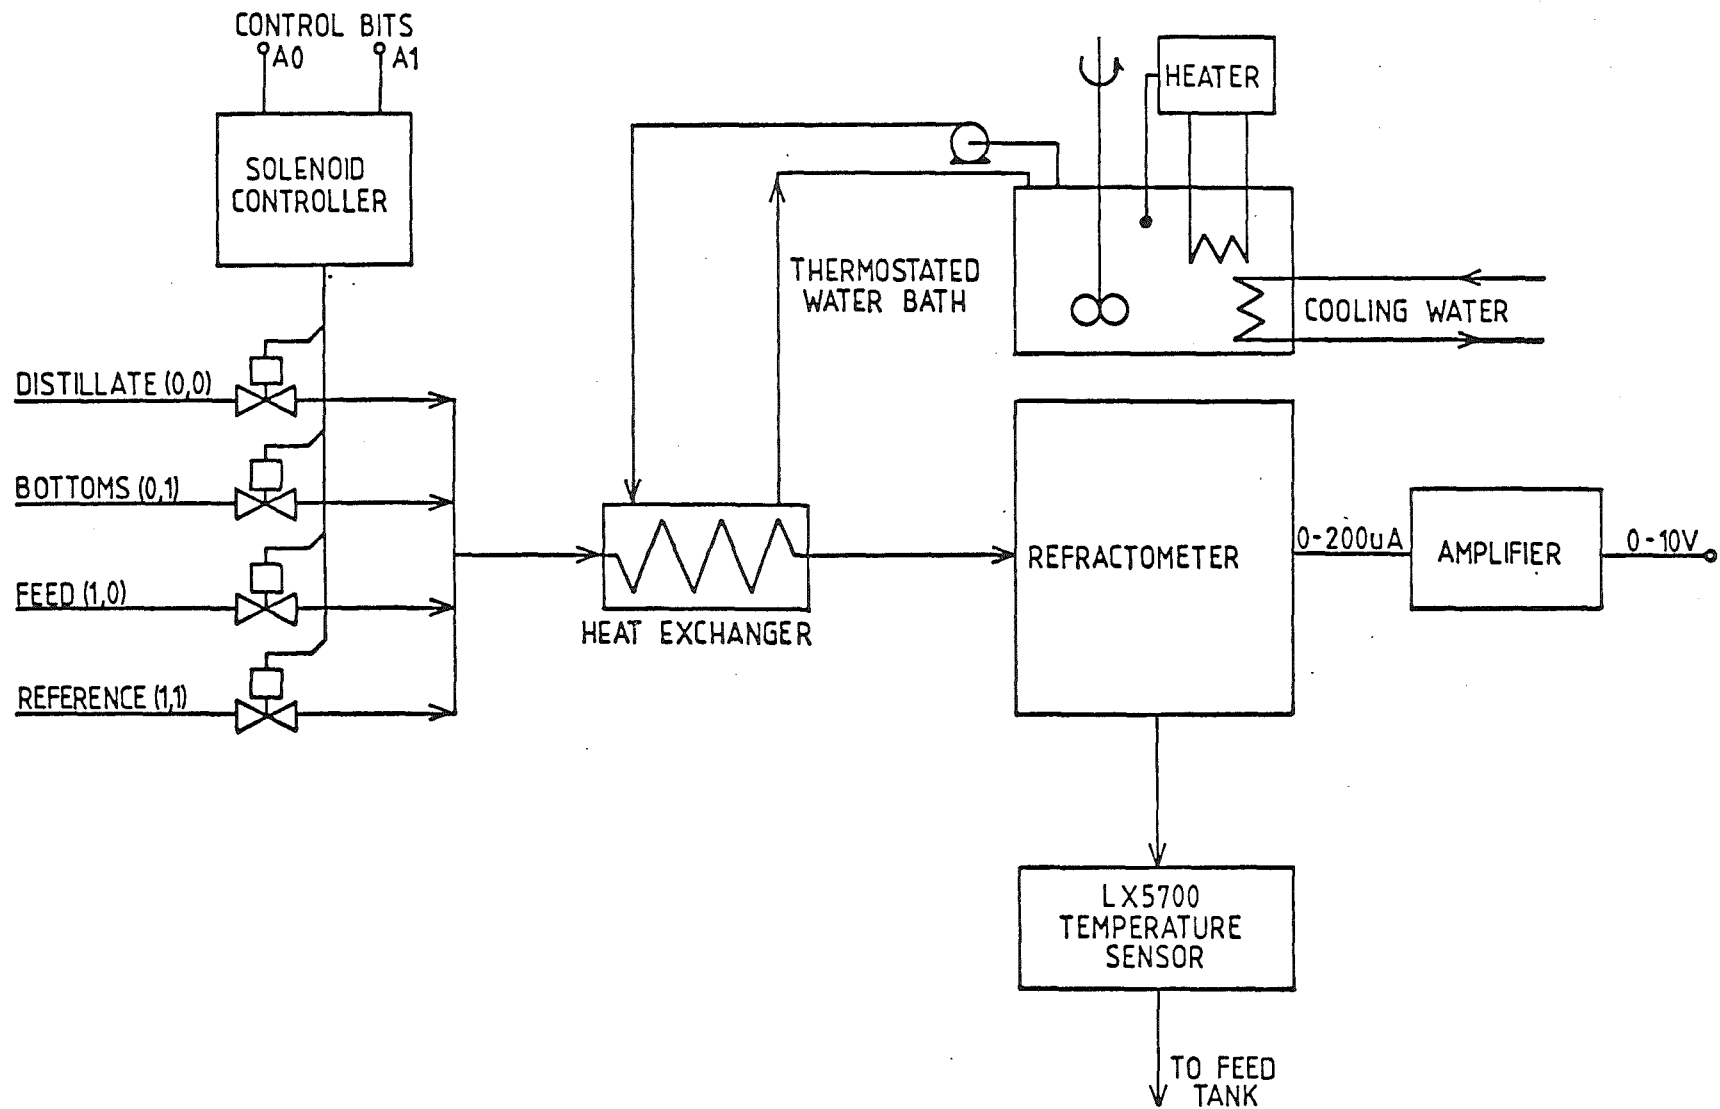 CONTROL BITS
A0
A1
SOLENOID
CONTROLLER
HEATER
THERMOSTATED
WATER BATH
COOLING WATER
DISTILLATE (0,0)
BOTTOMS (0,1)
FEED (1,0)
REFERENCE (1,1)
HEAT EXCHANGER
REFRACTOMETER
0-200uA
AMPLIFIER
0-10V
LX5700
TEMPERATURE
SENSOR
TO FEED
TANK